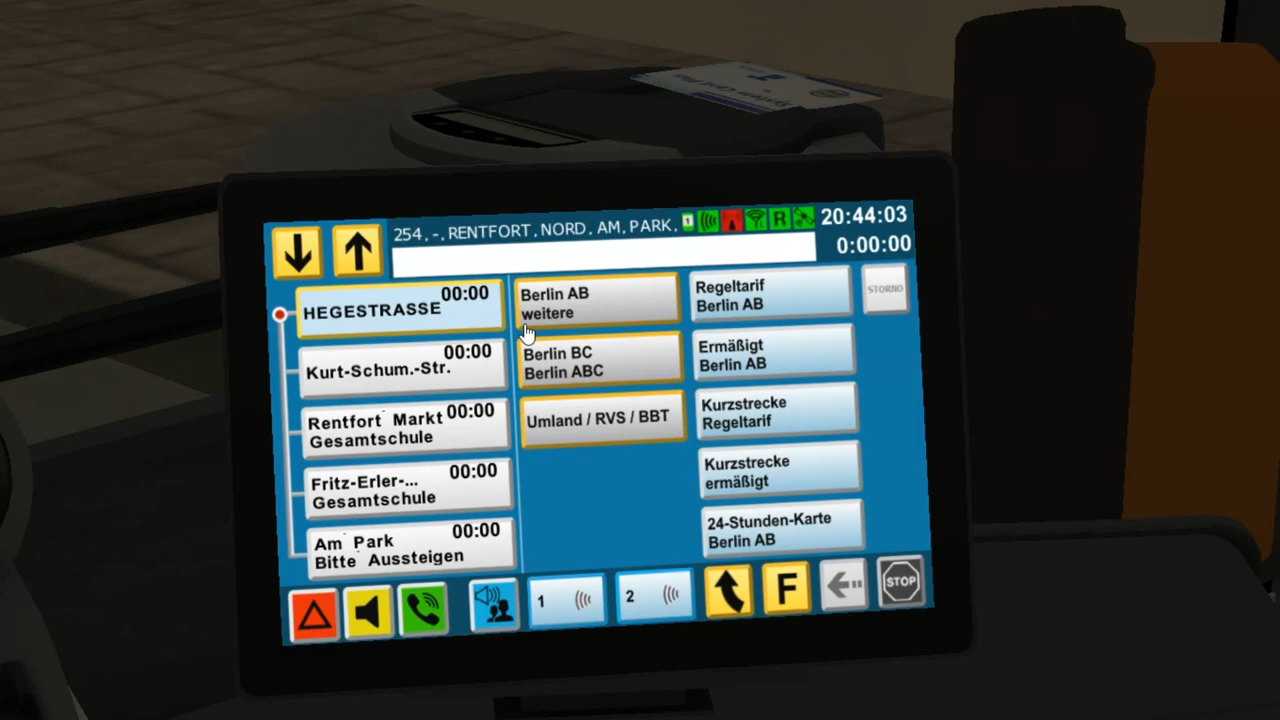 254.-.RENTFORT.NORD.AM.PARK.
1
R
20:44:03
0:00:00
00:00
HEGESTRASSE
00:00
Kurt-Schum.-Str.
Rentfort Markt 00:00
Gesamtschule
00:00
Fritz-Erler-...
Gesamtschule
00:00
Am Park
Bitte Aussteigen
Berlin AB
weitere
Berlin BC
Berlin ABC
Umland / RVS / BBT
Regeltarif
Berlin AB
Ermäßigt
Berlin AB
Kurzstrecke
Regeltarif
Kurzstrecke
ermäßigt
24-Stunden-Karte
Berlin AB
STORNO
1
2
F
STOP